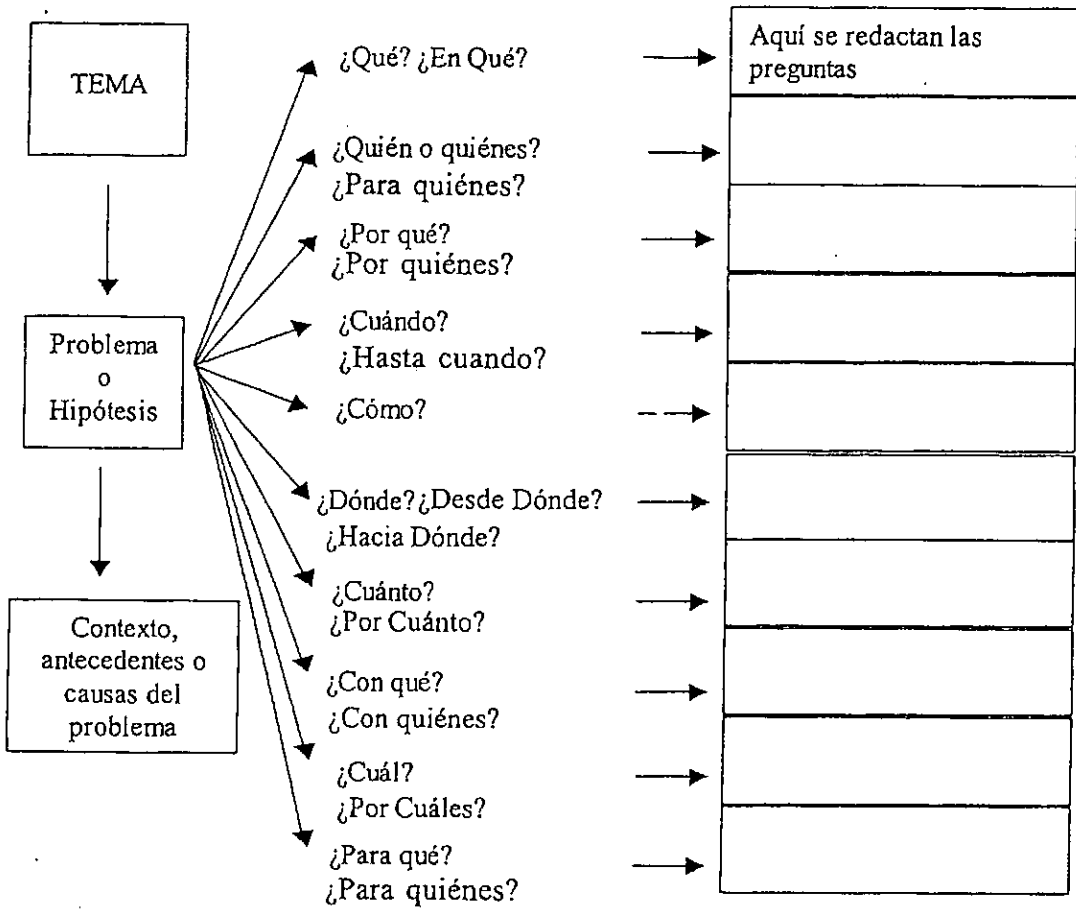 TEMA
Problema
o
Hipótesis
Contexto,
antecedentes o
causas del
problema
¿Qué? ¿En Qué?
¿Quién o quiénes?
¿Para quiénes?
¿Por qué?
¿Por quiénes?
¿Cuándo?
¿Hasta cuando?
¿Cómo?
¿Dónde? ¿Desde Dónde?
¿Hacia Dónde?
¿Cuánto?
¿Por Cuánto?
¿Con qué?
¿Con quiénes?
¿Cuál?
¿Por Cuáles?
¿Para qué?
¿Para quiénes?
Aquí se redactan las
preguntas